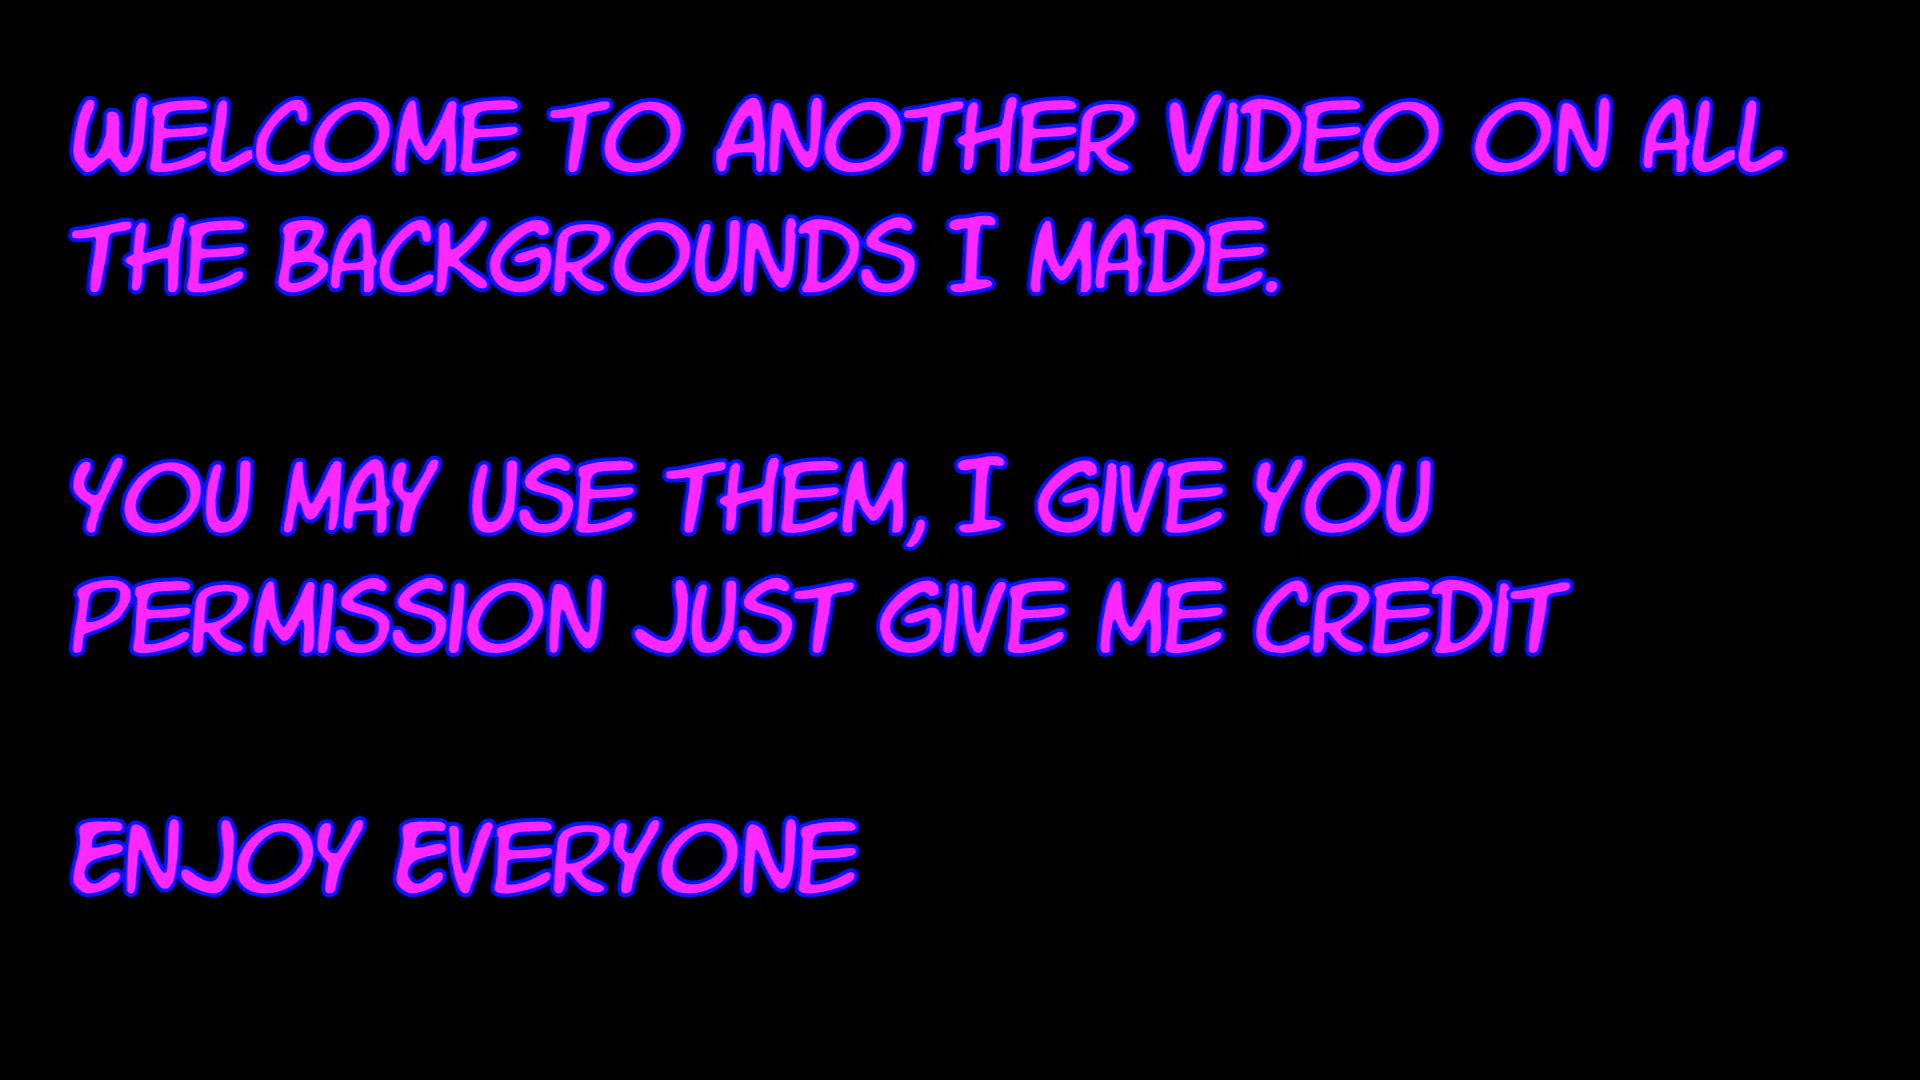 WELCOME TO ANOTHER VIDEO ON ALL
THE BACKGROUNDS I MADE.
YOU MAY USE THEM, I GIVE YOU
PERMISSION JUST GIVE ME CREDIT
ENJOY EVERYONE